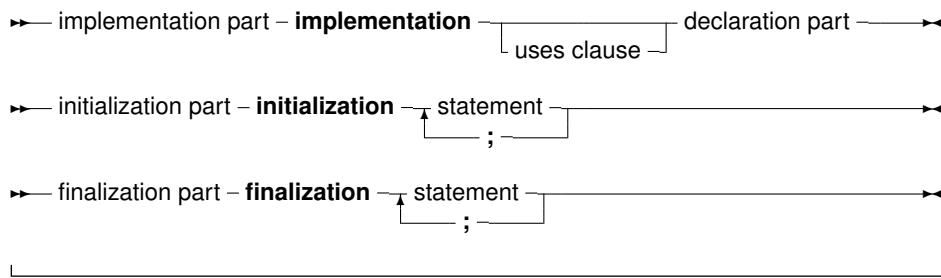 implementation part – implementation declaration part
uses clause
initialization part – initialization statement
;
finalization part – finalization statement
;